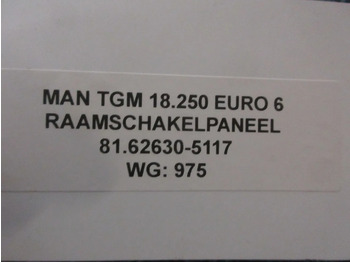 MAN TGM 18.250 EURO 6
RAAMSCHAKELPANEEL
81.62630-5117
WG: 975